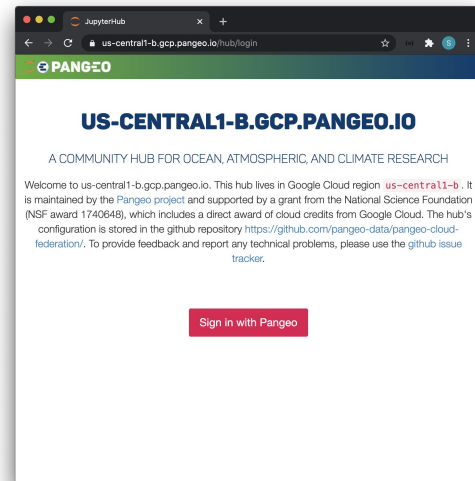 JupyterHub
us-central1-b.gcp.pangeo.io/hub/login
S
PANGEO
US-CENTRAL1-B.GCP.PANGEO.IO
A COMMUNITY HUB FOR OCEAN, ATMOSPHERIC, AND CLIMATE RESEARCH
Welcome to us-central1-b.gcp.pangeo.io. This hub lives in Google Cloud region us-central1-b. It
is maintained by the Pangeo project and supported by a grant from the National Science Foundation
(NSF award 1740648), which includes a direct award of cloud credits from Google Cloud. The hub's
configuration is stored in the github repository https://github.com/pangeo-data/pangeo-cloud-
federation/. To provide feedback and report any technical problems, please use the github issue
tracker.
Sign in with Pangeo